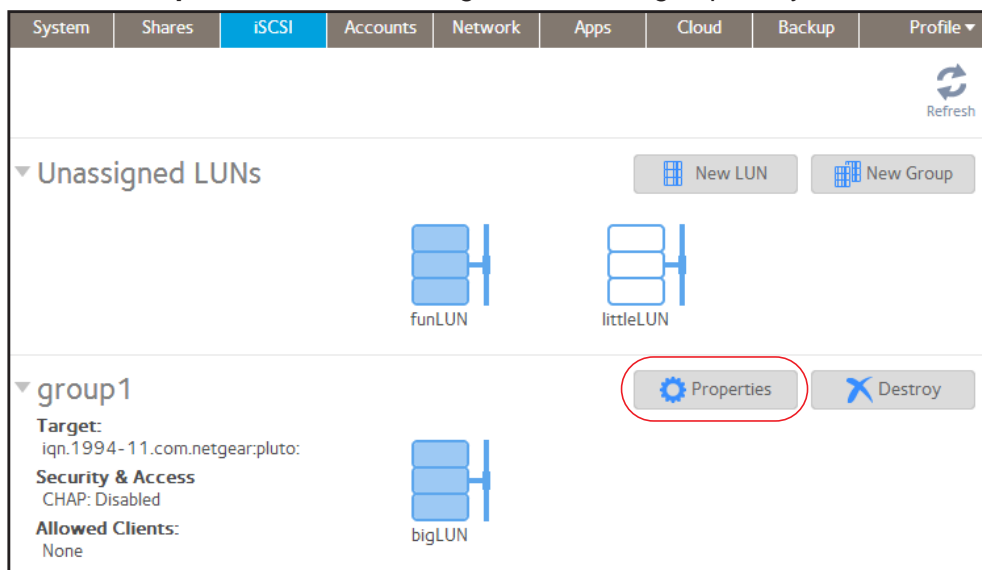 System Shares iSCSI Accounts Network Apps Cloud Backup Profile
Refresh
Unassigned LUNs
New LUN
New Group
funLUN
littleLUN
group1
Properties
Destroy
Target:
iqn.1994-11.com.netgear:pluto:
Security & Access
CHAP: Disabled
Allowed Clients:
None
bigLUN